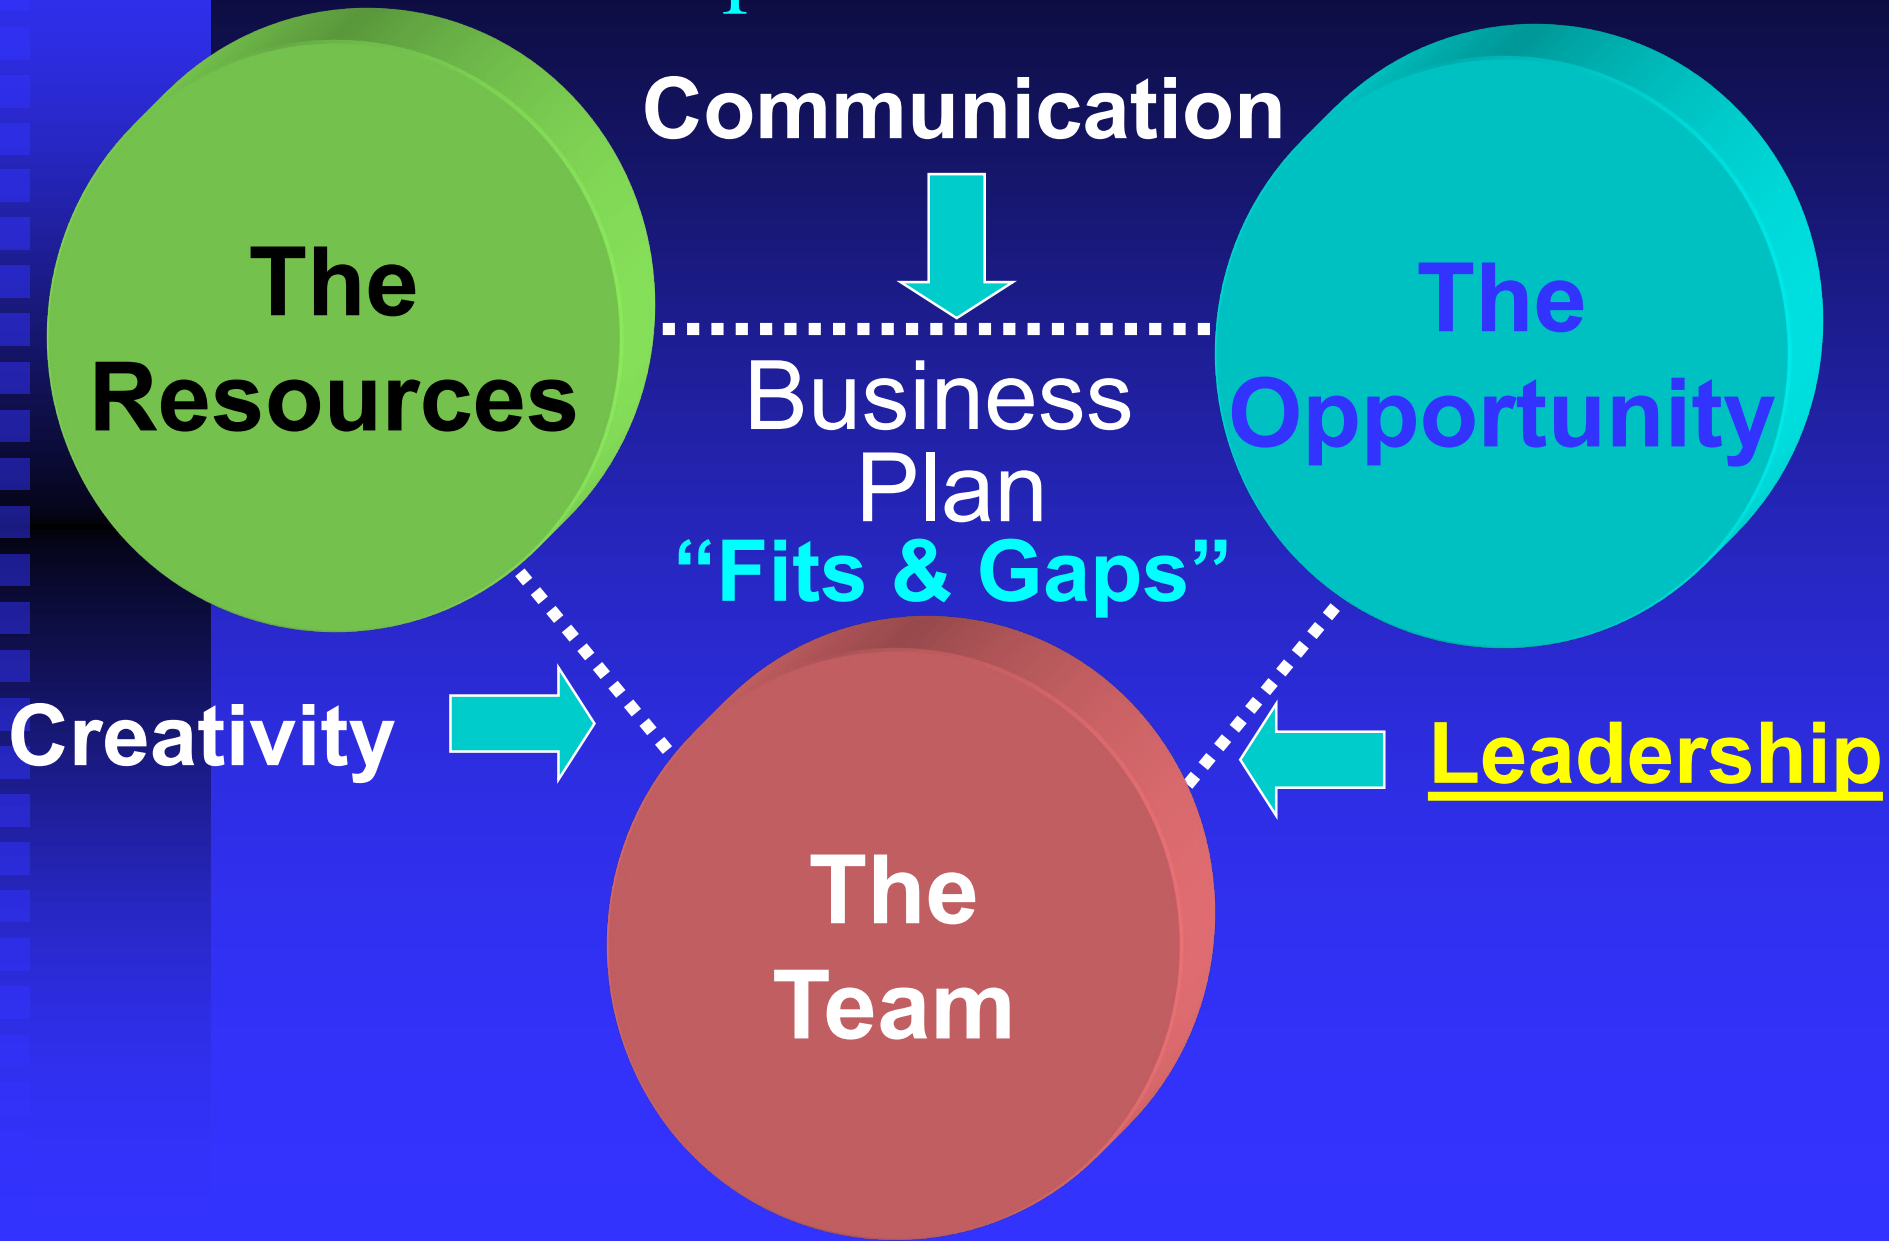 Communication
The
Resources
The
Opportunity
Business
Plan
“Fits & Gaps”
Creativity
Leadership
The
Team